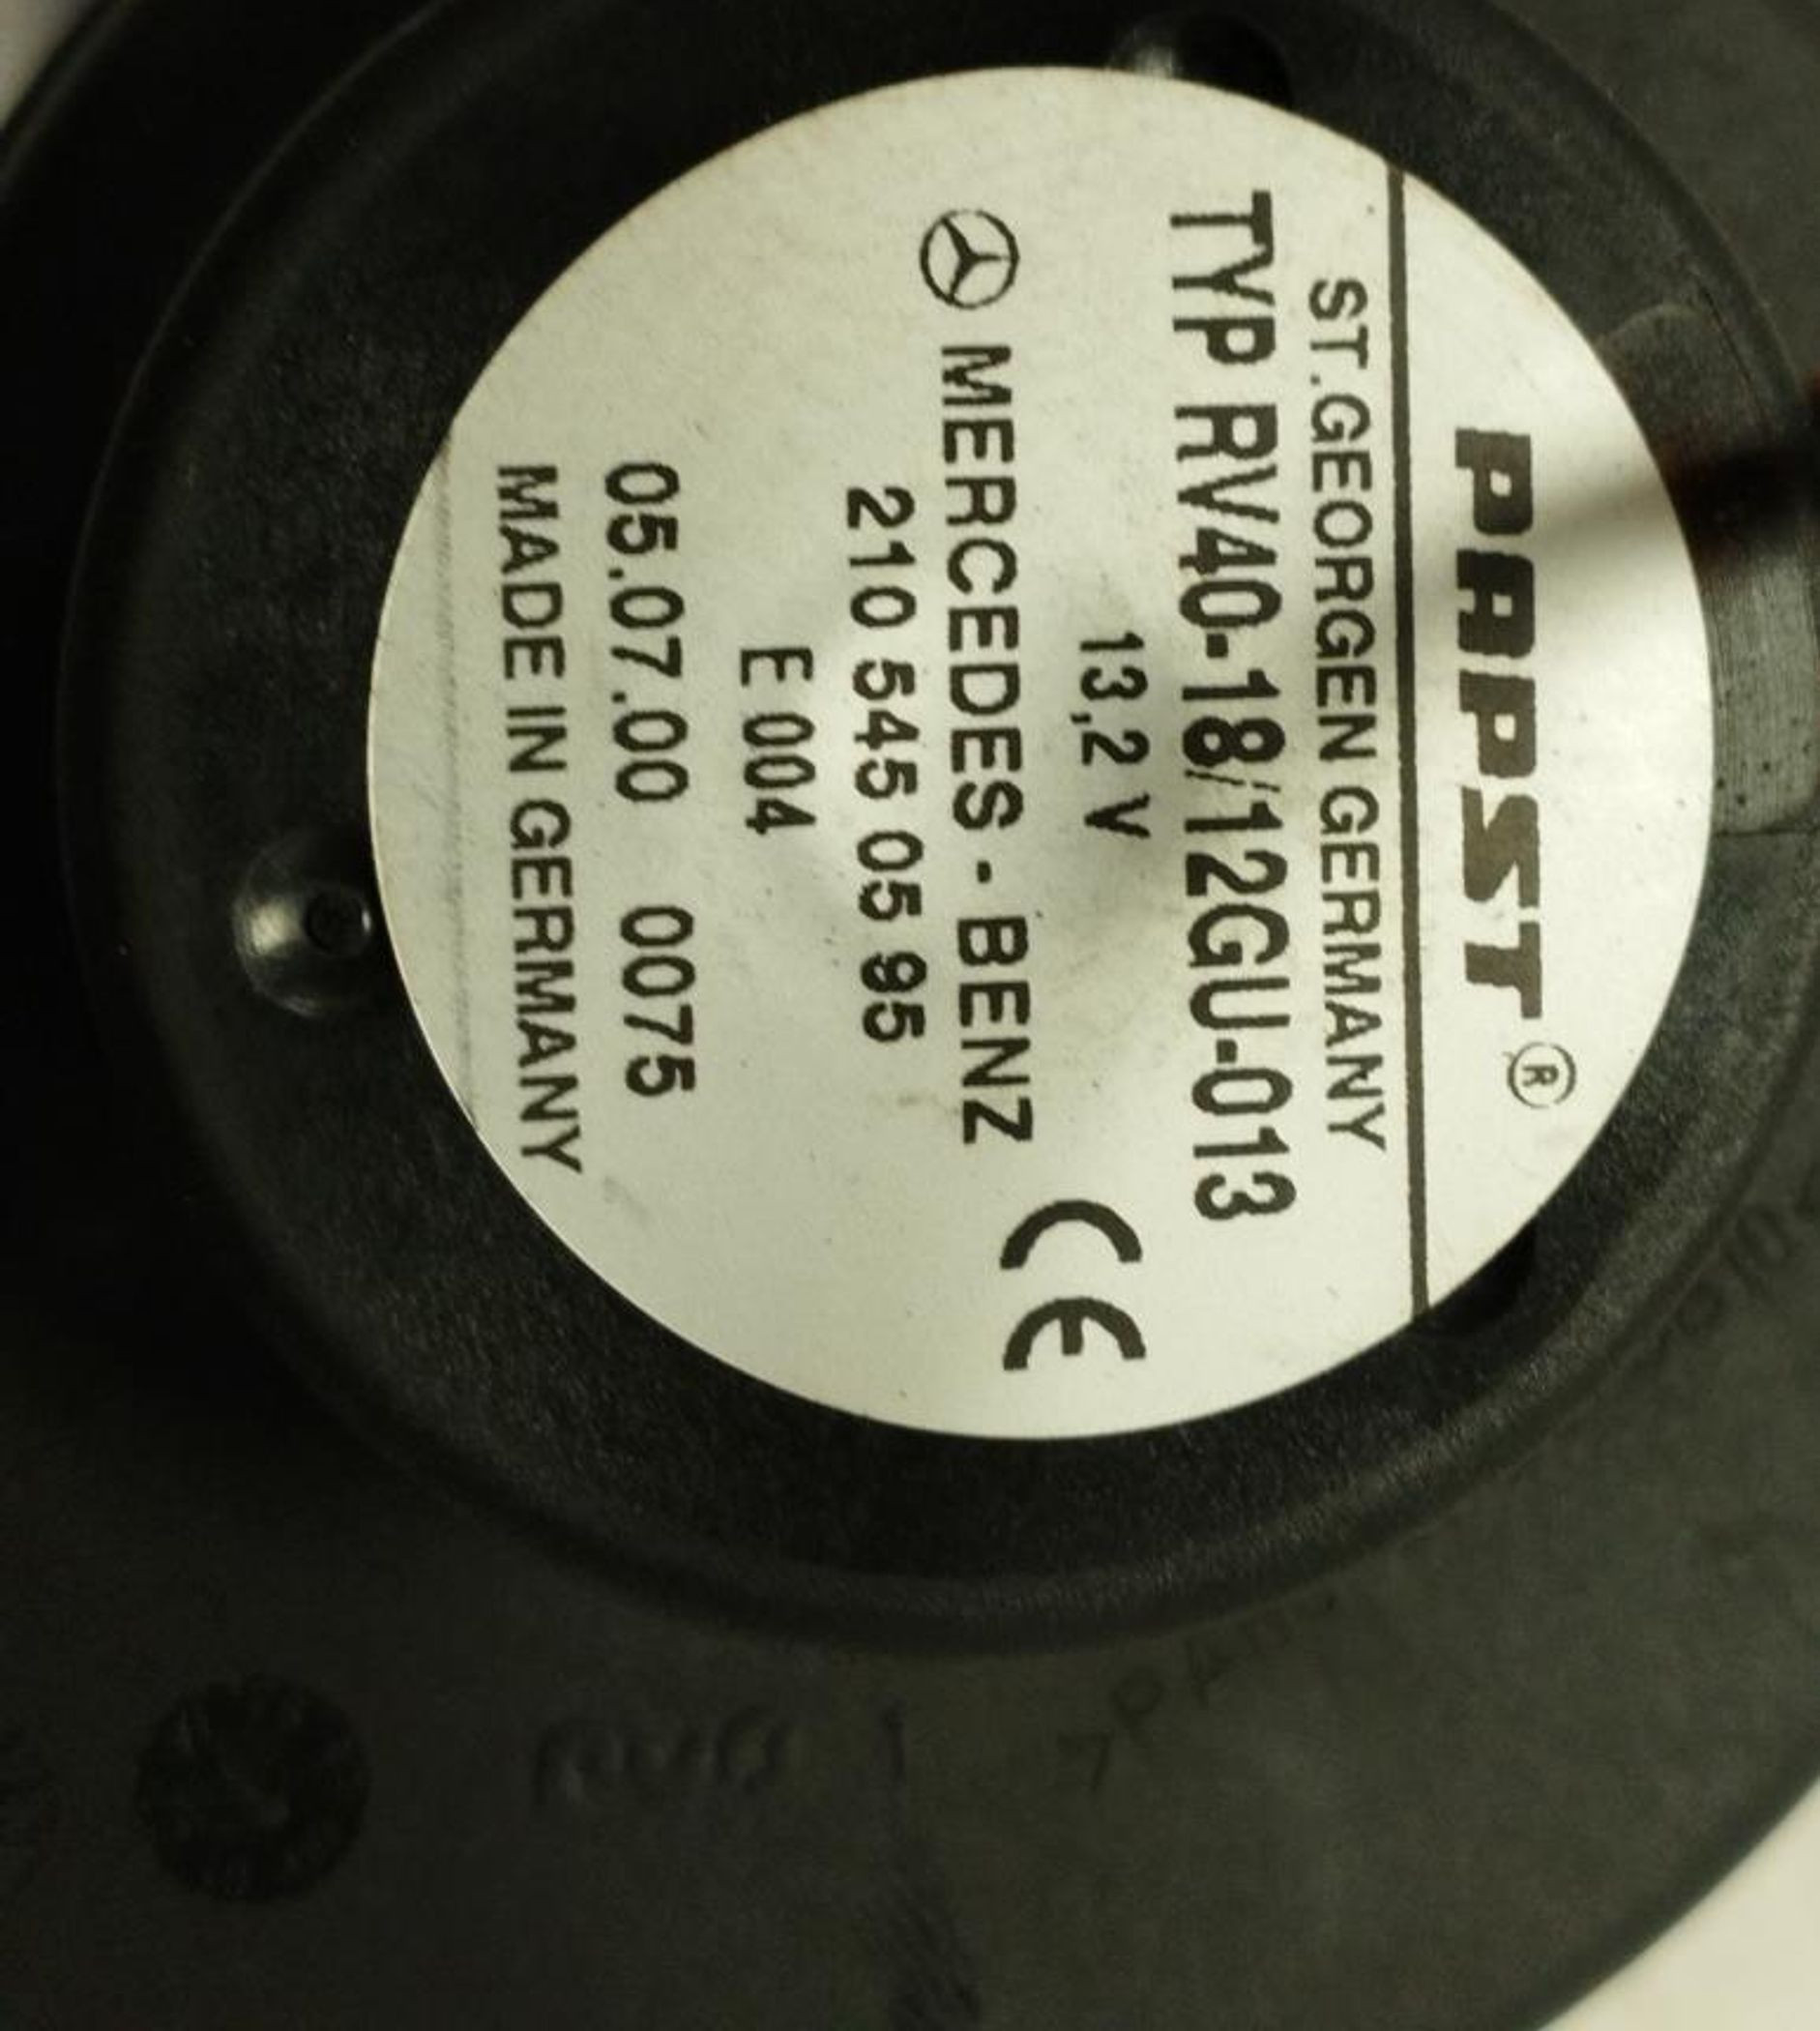 PAPST®
ST.GEORGEN GERMANY
TYP RV40-18/12GU-013
13,2 V
MERCEDES - BENZ CE
210 545 05 95
E 004
05.07.00 0075
MADE IN GERMANY